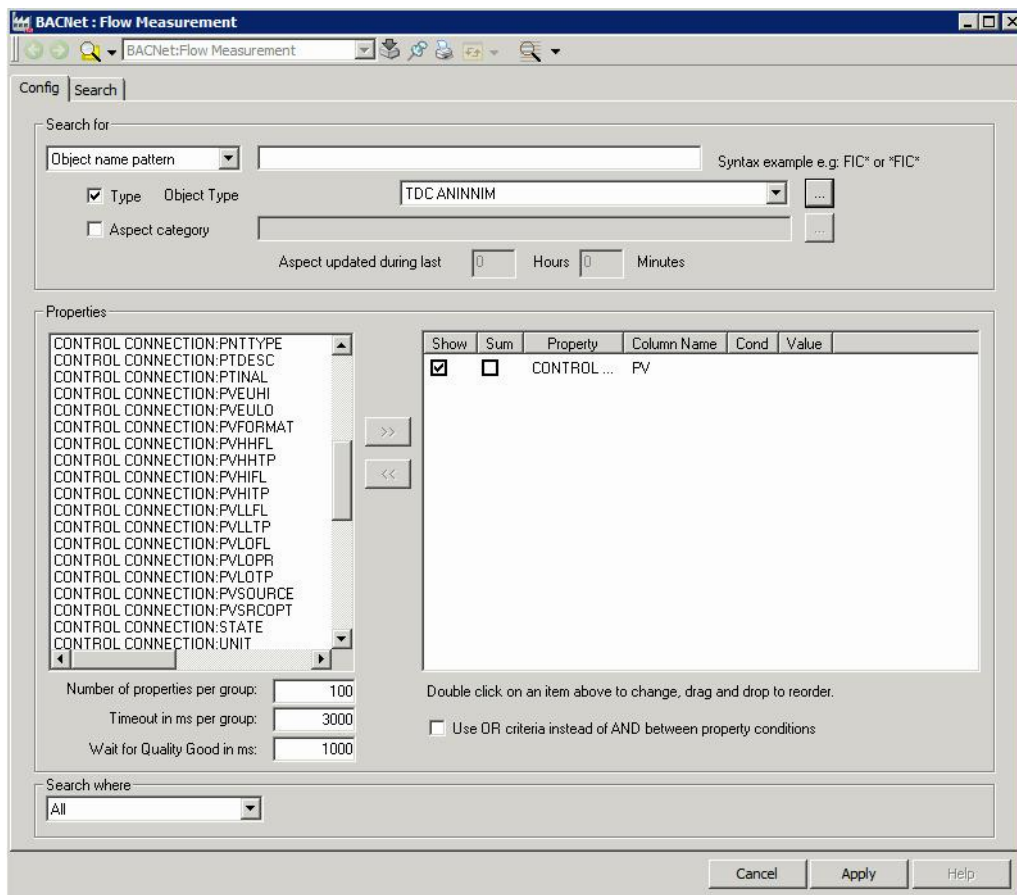 BACNet : Flow Measurement
BACNet:Flow Measurement
Config Search
Search for
Object name pattern Syntax example e.g: FIC* or *FIC*
Type Object Type TDC ANINNIM ...
Aspect category ...
Aspect updated during last 0 Hours 0 Minutes
Properties
CONTROL CONNECTION:PNTTYPE
CONTROL CONNECTION:PTDESC
CONTROL CONNECTION:PTINAL
CONTROL CONNECTION:PVEUHI
CONTROL CONNECTION:PVEULO
CONTROL CONNECTION:PVFORMAT
CONTROL CONNECTION:PVHHFL
CONTROL CONNECTION:PVHHTP
CONTROL CONNECTION:PVHIFL
CONTROL CONNECTION:PVHITP
CONTROL CONNECTION:PVLLFL
CONTROL CONNECTION:PVLLTP
CONTROL CONNECTION:PVLOFL
CONTROL CONNECTION:PVLOPR
CONTROL CONNECTION:PVLOTP
CONTROL CONNECTION:PVSOURCE
CONTROL CONNECTION:PVSRCOPT
CONTROL CONNECTION:STATE
CONTROL CONNECTION:UNIT
>>
<<
Show Sum Property Column Name Cond Value
CONTROL ... PV
Number of properties per group: 100
Timeout in ms per group: 3000
Wait for Quality Good in ms: 1000
Double click on an item above to change, drag and drop to reorder.
Use OR criteria instead of AND between property conditions
Search where
All
Cancel Apply Help